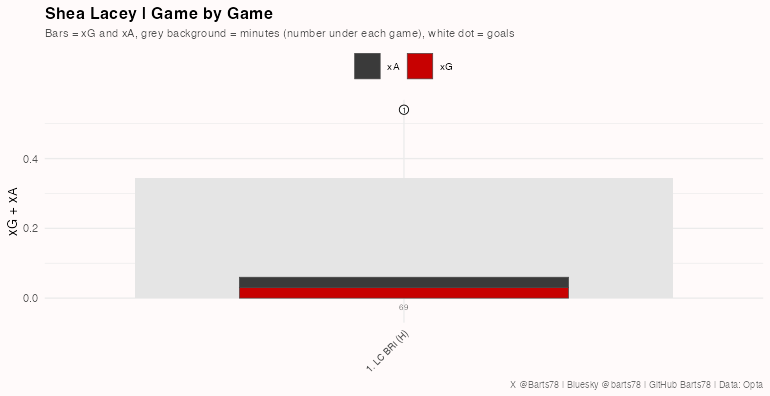 Shea Lacey | Game by Game
Bars = xG and xA, grey background = minutes (number under each game), white dot = goals
xA xG
1
0.4
0.2
0.0
xG + xA
69
1. LC BRI (H)
X @Barts78 | Bluesky @barts78 | GitHub Barts78 | Data: Opta